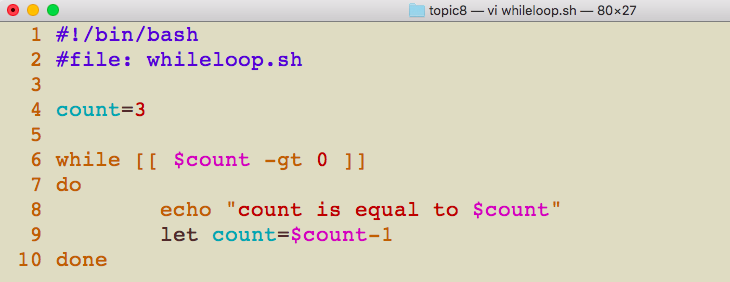 topic8 — vi whileloop.sh — 80×27
1 #!/bin/bash
2 #file: whileloop.sh
3
4 count=3
5
6 while [[ $count -gt 0 ]]
7 do
8         echo "count is equal to $count"
9         let count=$count-1
10 done